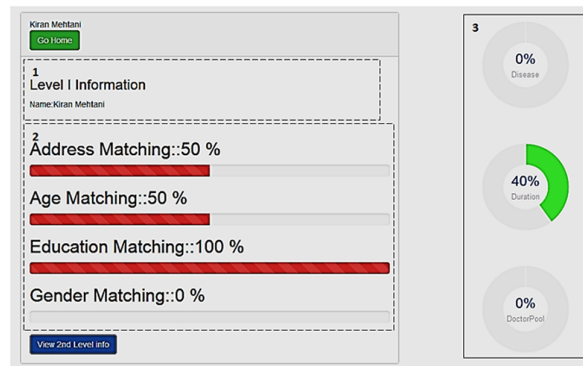 Kiran Mehtani
Go Home
1
Level I Information
Name:Kiran Mehtani
2
Address Matching::50 %
Age Matching::50 %
Education Matching::100 %
Gender Matching::0 %
View 2nd Level info
3
0%
Disease
40%
Duration
0%
DoctorPool